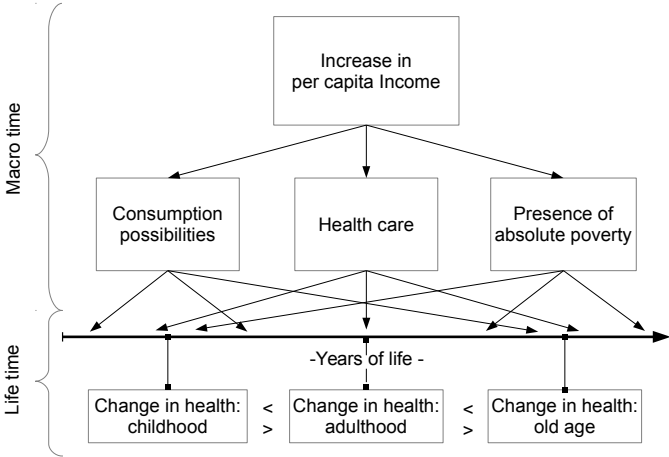 Increase in
per capita Income
Macro time
Consumption
possibilities
Health care
Presence of
absolute poverty
Life time
-Years of life -
Change in health:
childhood
<
>
Change in health:
adulthood
<
>
Change in health:
old age